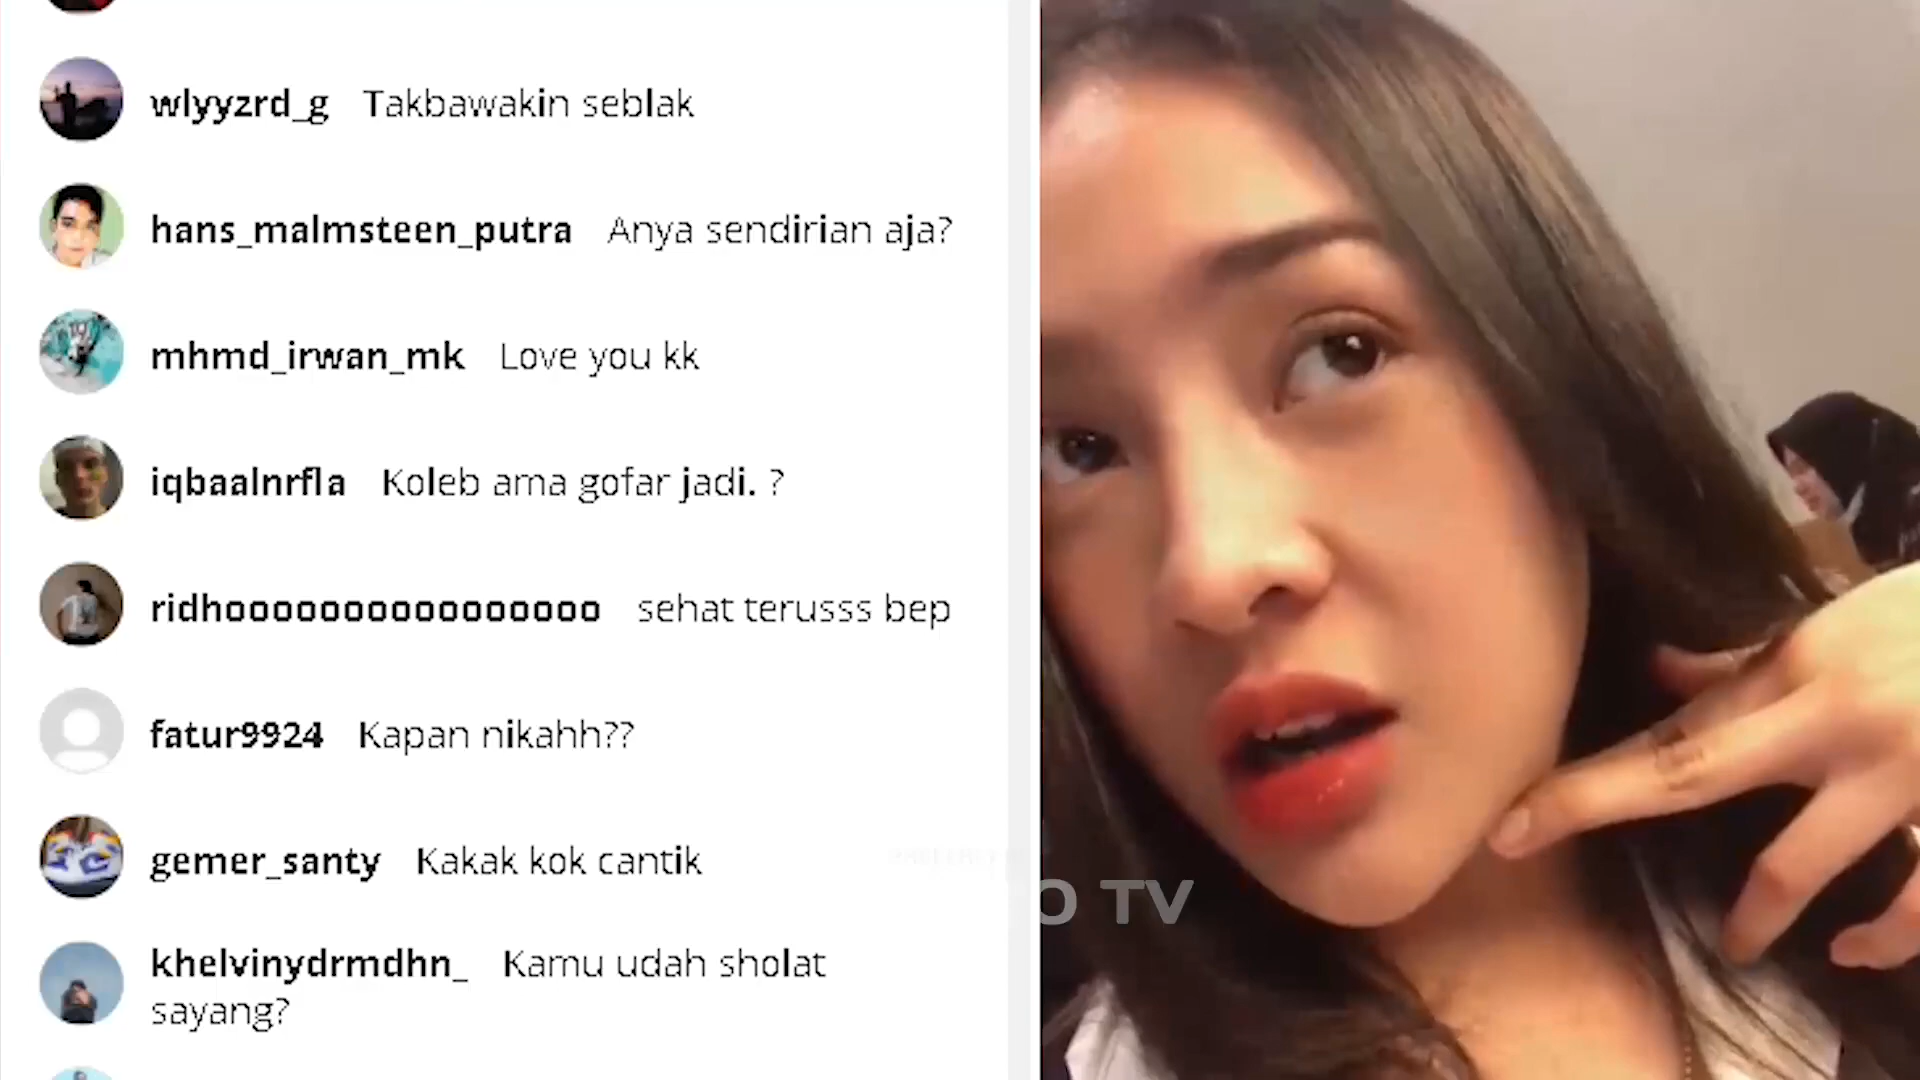 wlyyzrd_g Takbawakin seblak
hans_malmsteen_putra Anya sendirian aja?
mhmd_irwan_mk Love you kk
iqbaalnrfla Koleb ama gofar jadi. ?
ridhoooooooooooooooo sehat terusss bep
fatur9924 Kapan nikahh??
gemer_santy Kakak kok cantik
O TV
khelvinydrmdhn_ Kamu udah sholat
sayang?